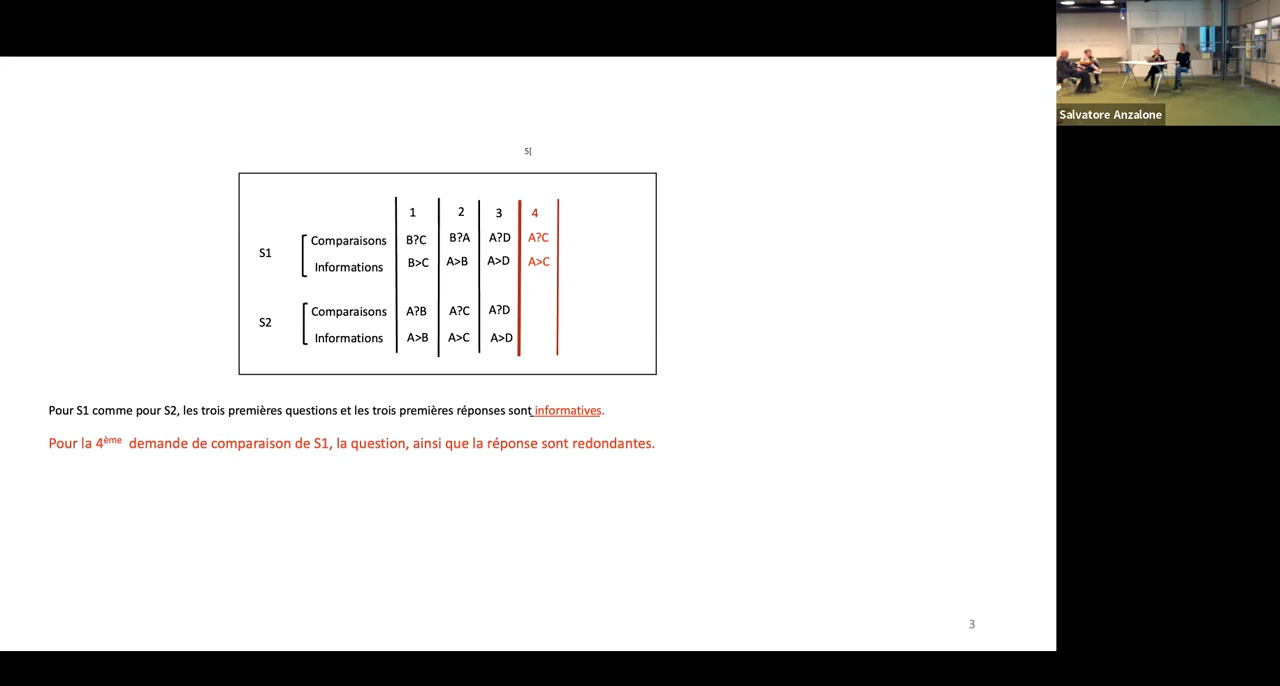 Salvatore Anzalone
5[
1 2 3 4
S1 Comparaisons B?C B?A A?D A?C
Informations B>C A>B A>D A>C
S2 Comparaisons A?B A?C A?D
Informations A>B A>C A>D
Pour S1 comme pour S2, les trois premières questions et les trois premières réponses sont informatives.
Pour la 4ème demande de comparaison de S1, la question, ainsi que la réponse sont redondantes.
3